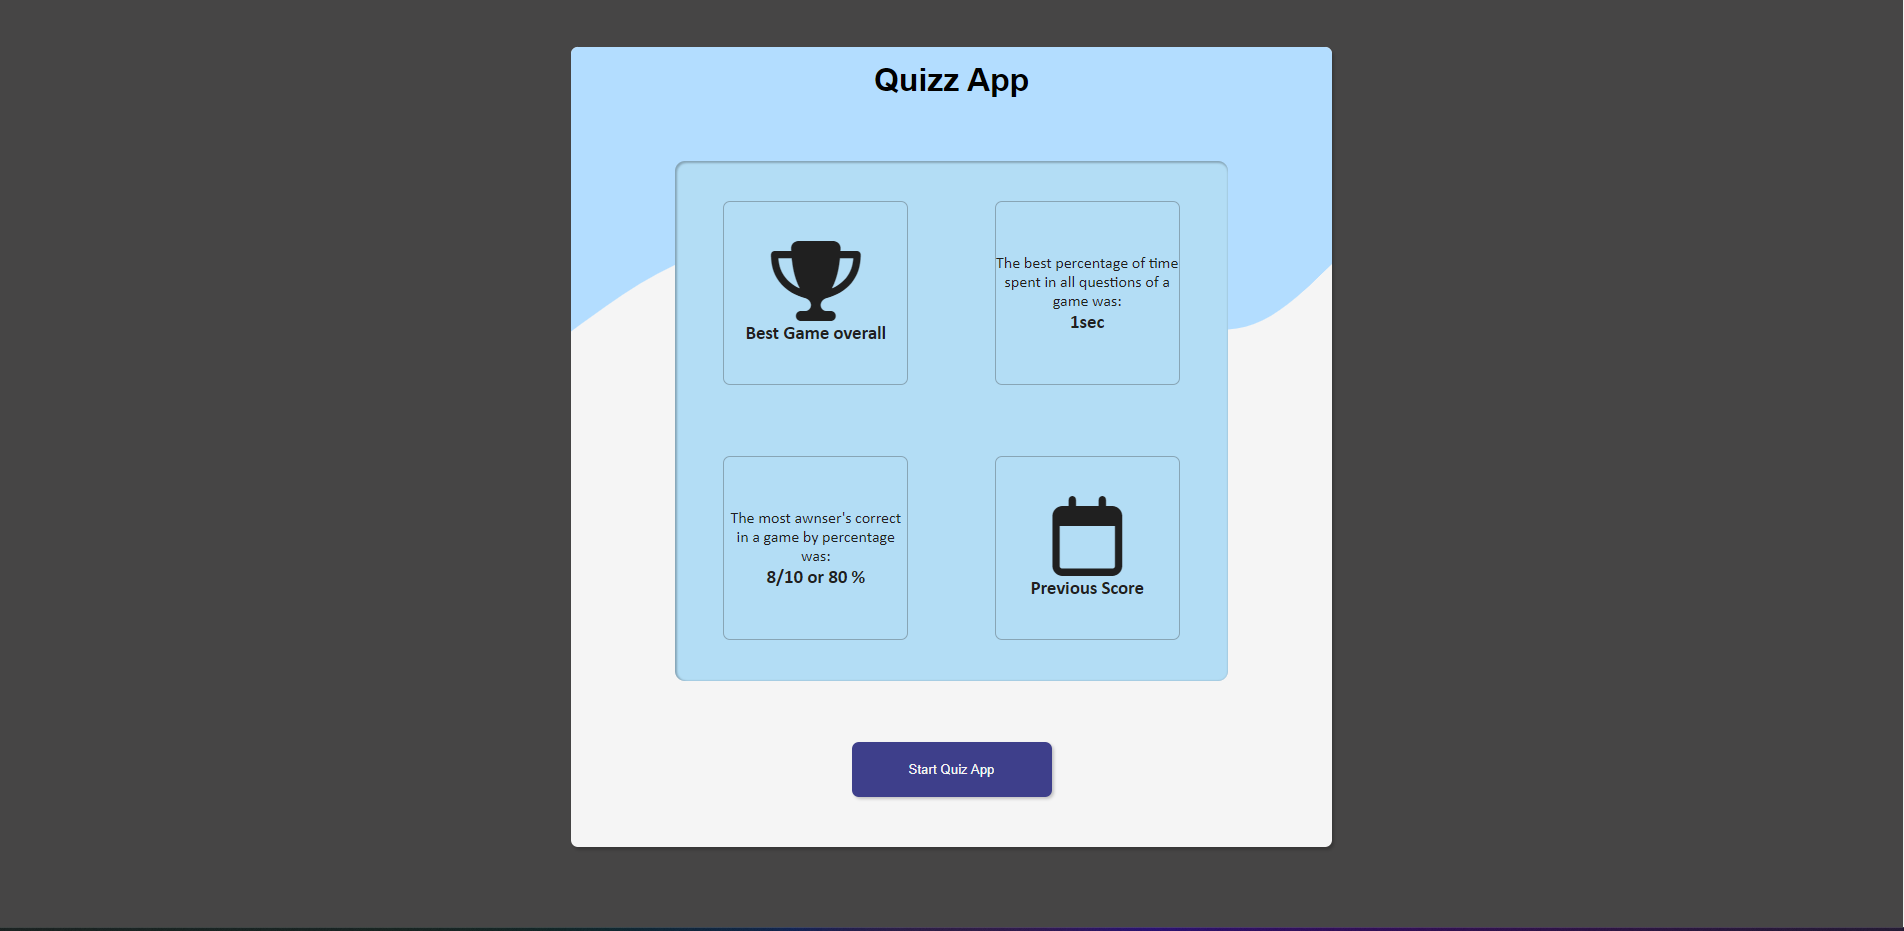 Quizz App
Best Game overall
The best percentage of time
spent in all questions of a
game was:
1sec
The most awnser's correct
in a game by percentage
was:
8/10 or 80 %
Previous Score
Start Quiz App